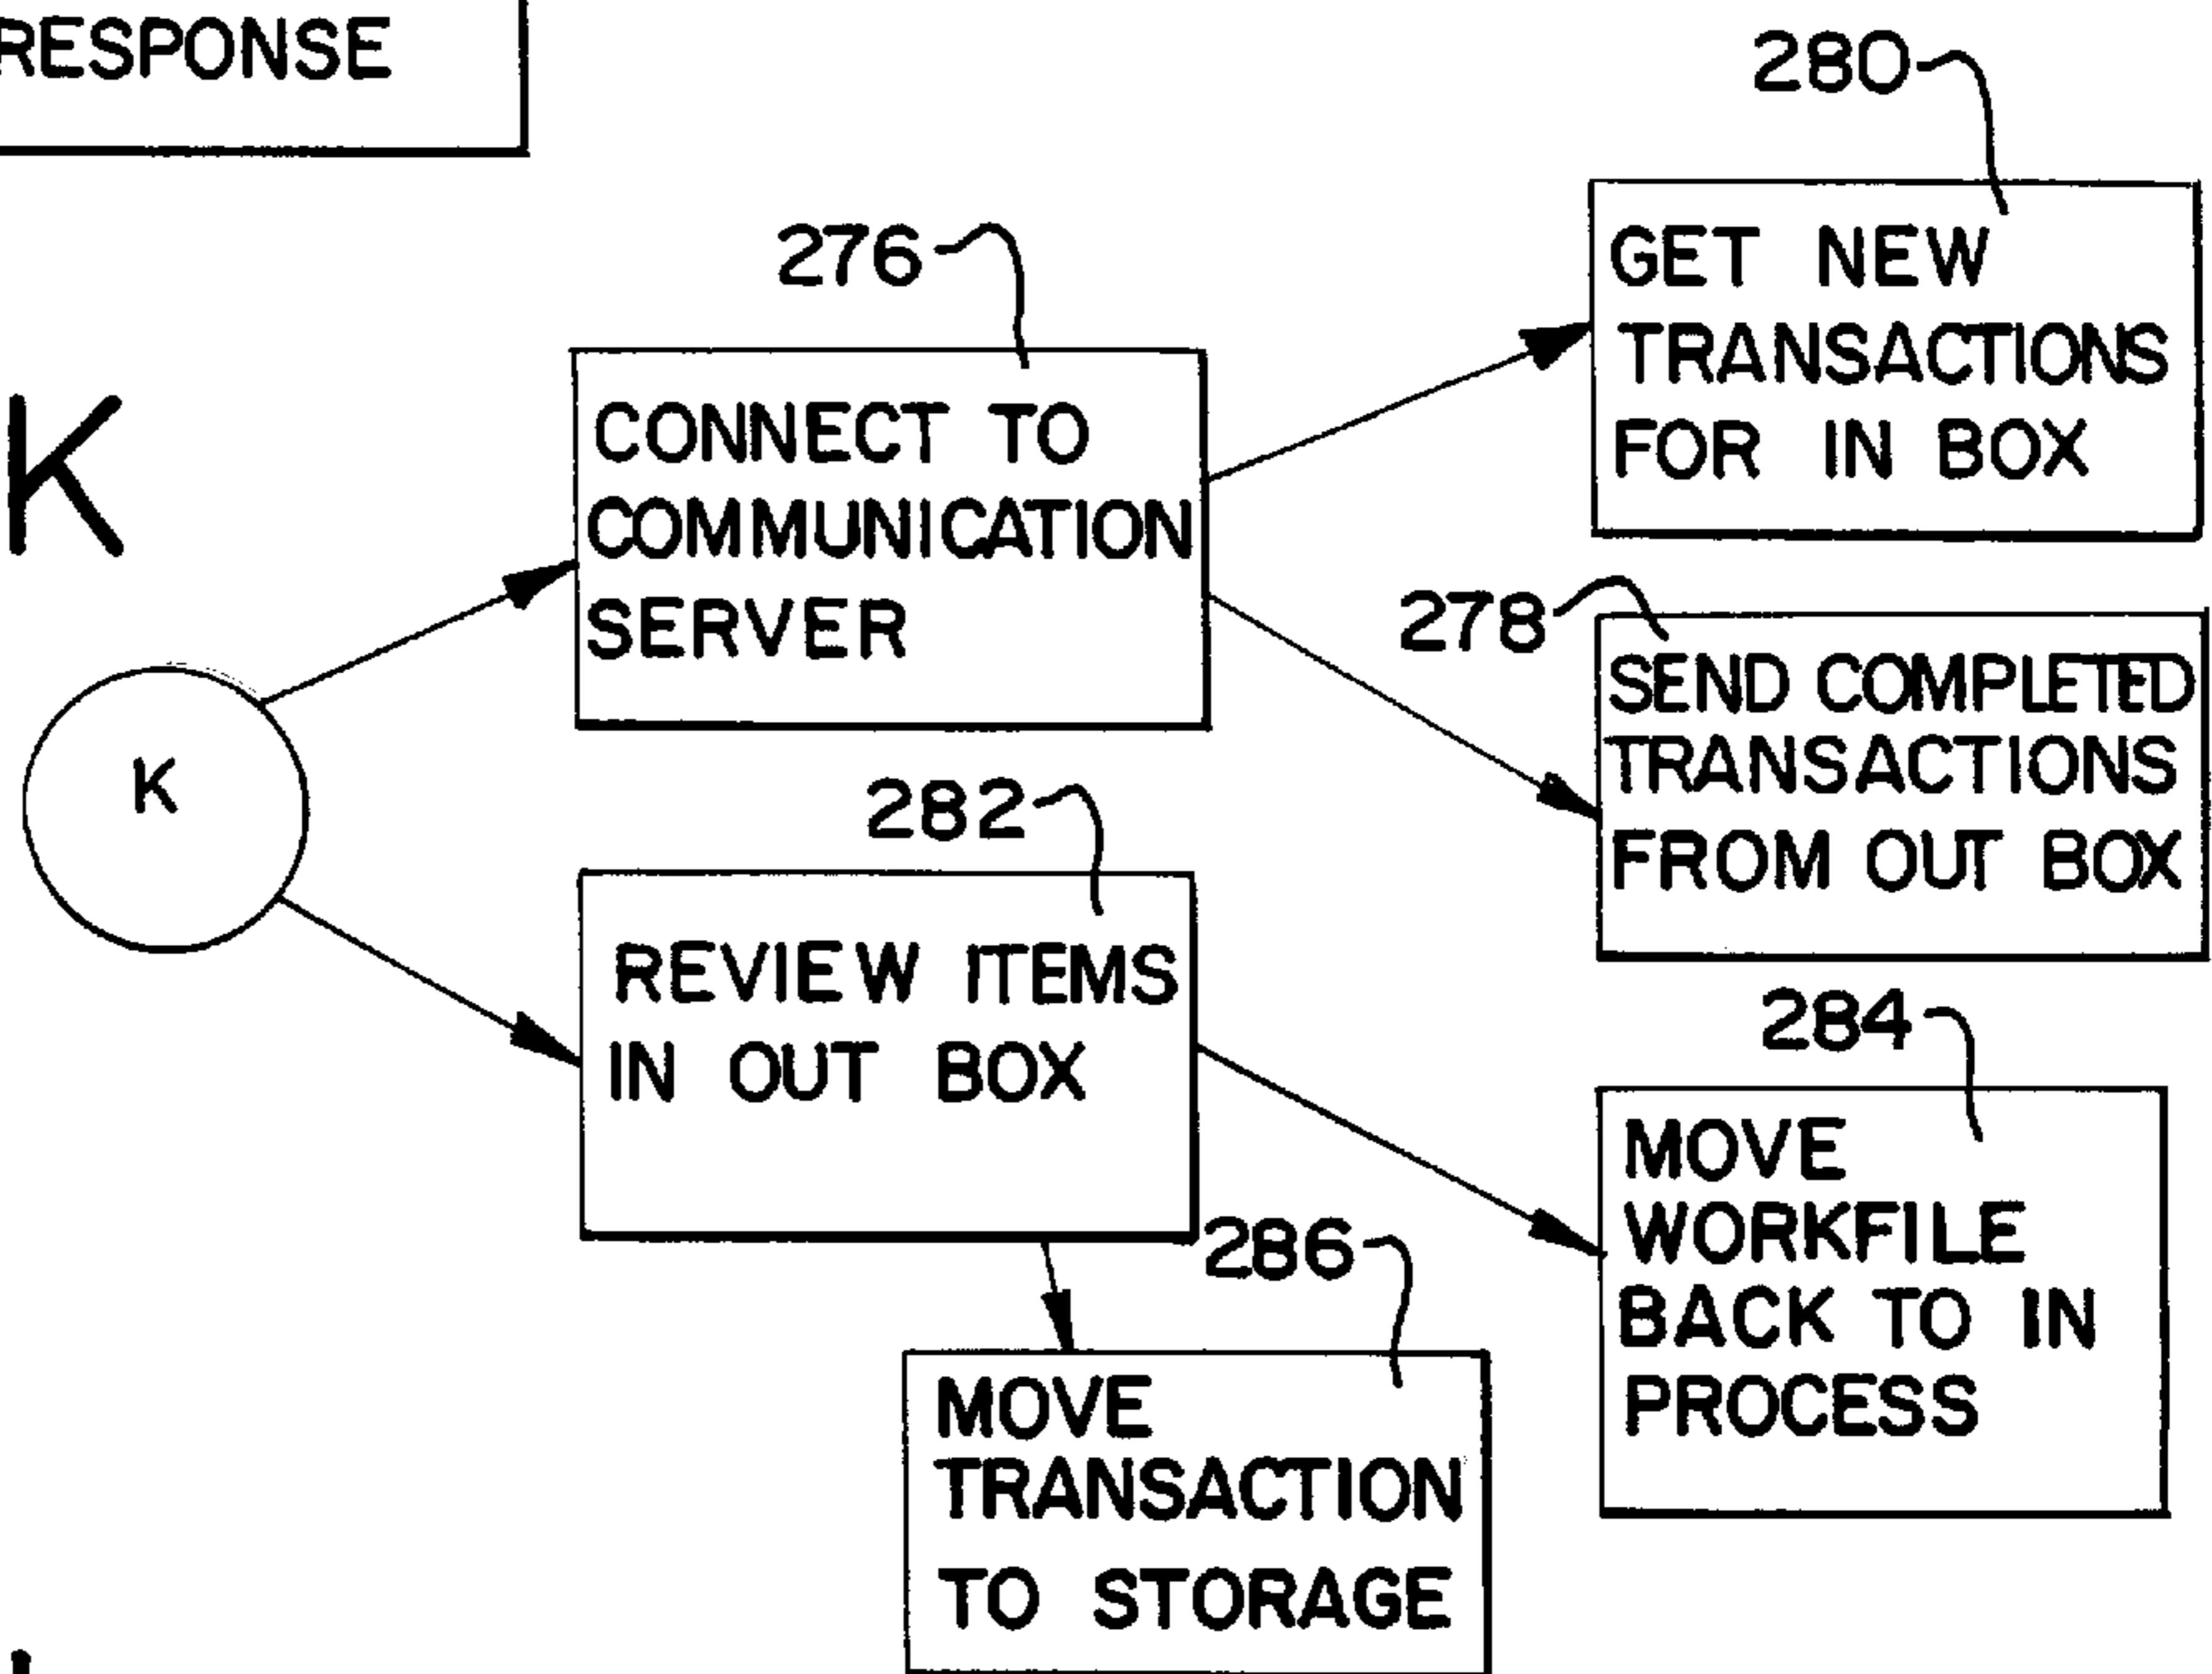 RESPONSE
280
GET NEW
TRANSACTIONS
FOR IN BOX
276
CONNECT TO
COMMUNICATION
SERVER
K
278
SEND COMPLETED
TRANSACTIONS
FROM OUT BOX
K
282
REVIEW ITEMS
IN OUT BOX
284
MOVE
WORKFILE
BACK TO IN
PROCESS
286
MOVE
TRANSACTION
TO STORAGE